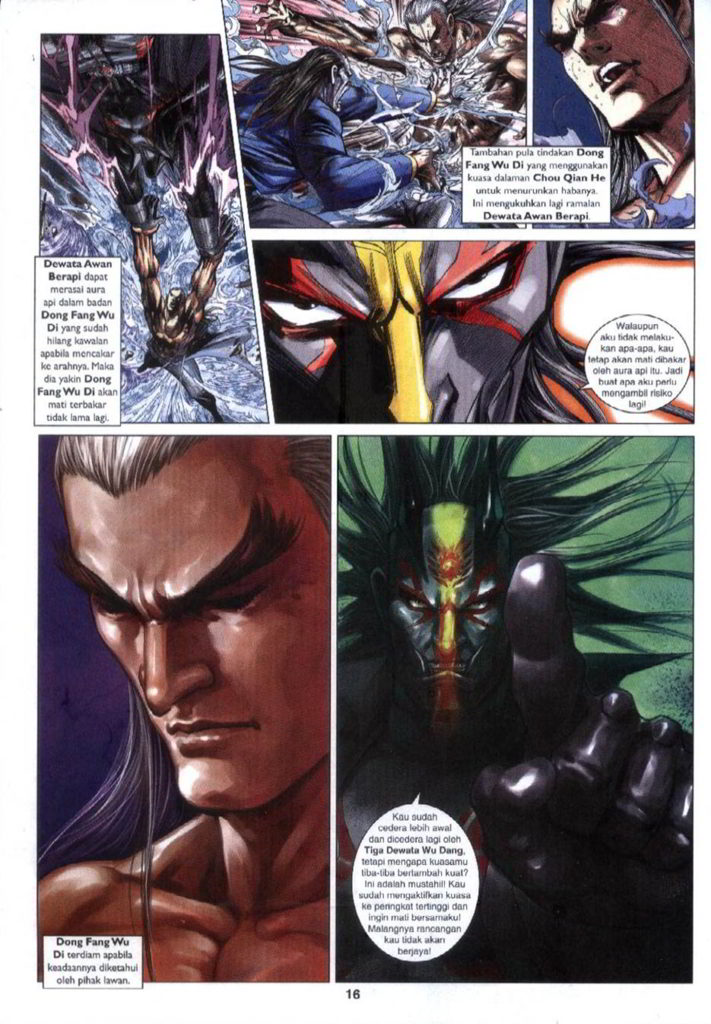 Tambahan pula tindakan Dong
Fang Wu Di yang menggunakan
kuasa dalaman Chou Qian He
untuk menurunkan habanya.
Ini mengukuhkan lagi ramalan
Dewata Awan Berapi.
Dewata Awan
Berapi dapat
merasai aura
api dalam badan
Dong Fang Wu
Di yang sudah
hilang kawalan
apabila mencakar
ke arahnya. Maka
dia yakin Dong
Fang Wu Di akan
mati terbakar
tidak lama lagi.
Walaupun
aku tidak melaku-
kan apa-apa, kau
tetap akan mati dibakar
oleh aura api itu. Jadi
buat apa aku perlu
mengambil risiko
lagi!
Dong Fang Wu
Di terdiam apabila
keadaannya diketahui
oleh pihak lawan.
Kau sudah
cedera lebih awal
dan dicedera lagi oleh
Tiga Dewata Wu Dang,
tetapi mengapa kuasamu
tiba-tiba bertambah kuat?
Ini adalah mustahil! Kau
sudah mengaktifkan kuasa
ke peringkat tertinggi dan
ingin mati bersamaku!
Malangnya rancangan
kau tidak akan
berjaya!
16